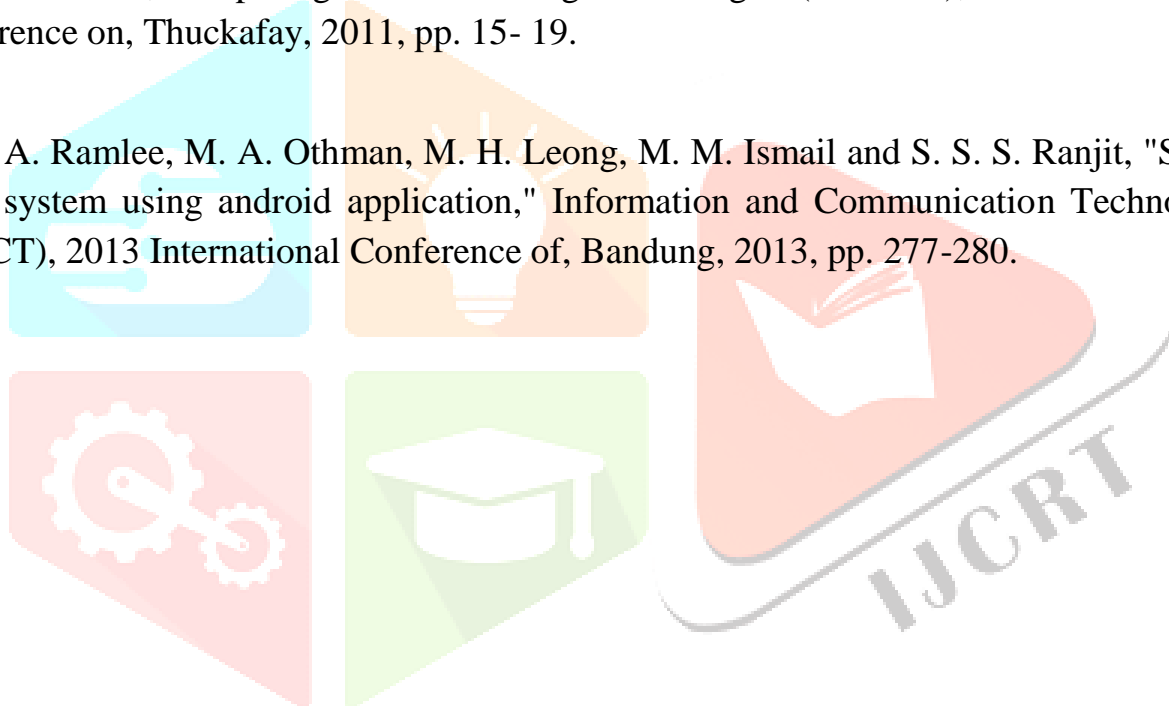 rence on, Thuckafay, 2011, pp. 15- 19.
A. Ramlee, M. A. Othman, M. H. Leong, M. M. Ismail and S. S. S. Ranjit, "S
system using android application," Information and Communication Techno
CT), 2013 International Conference of, Bandung, 2013, pp. 277-280.
IJCRT